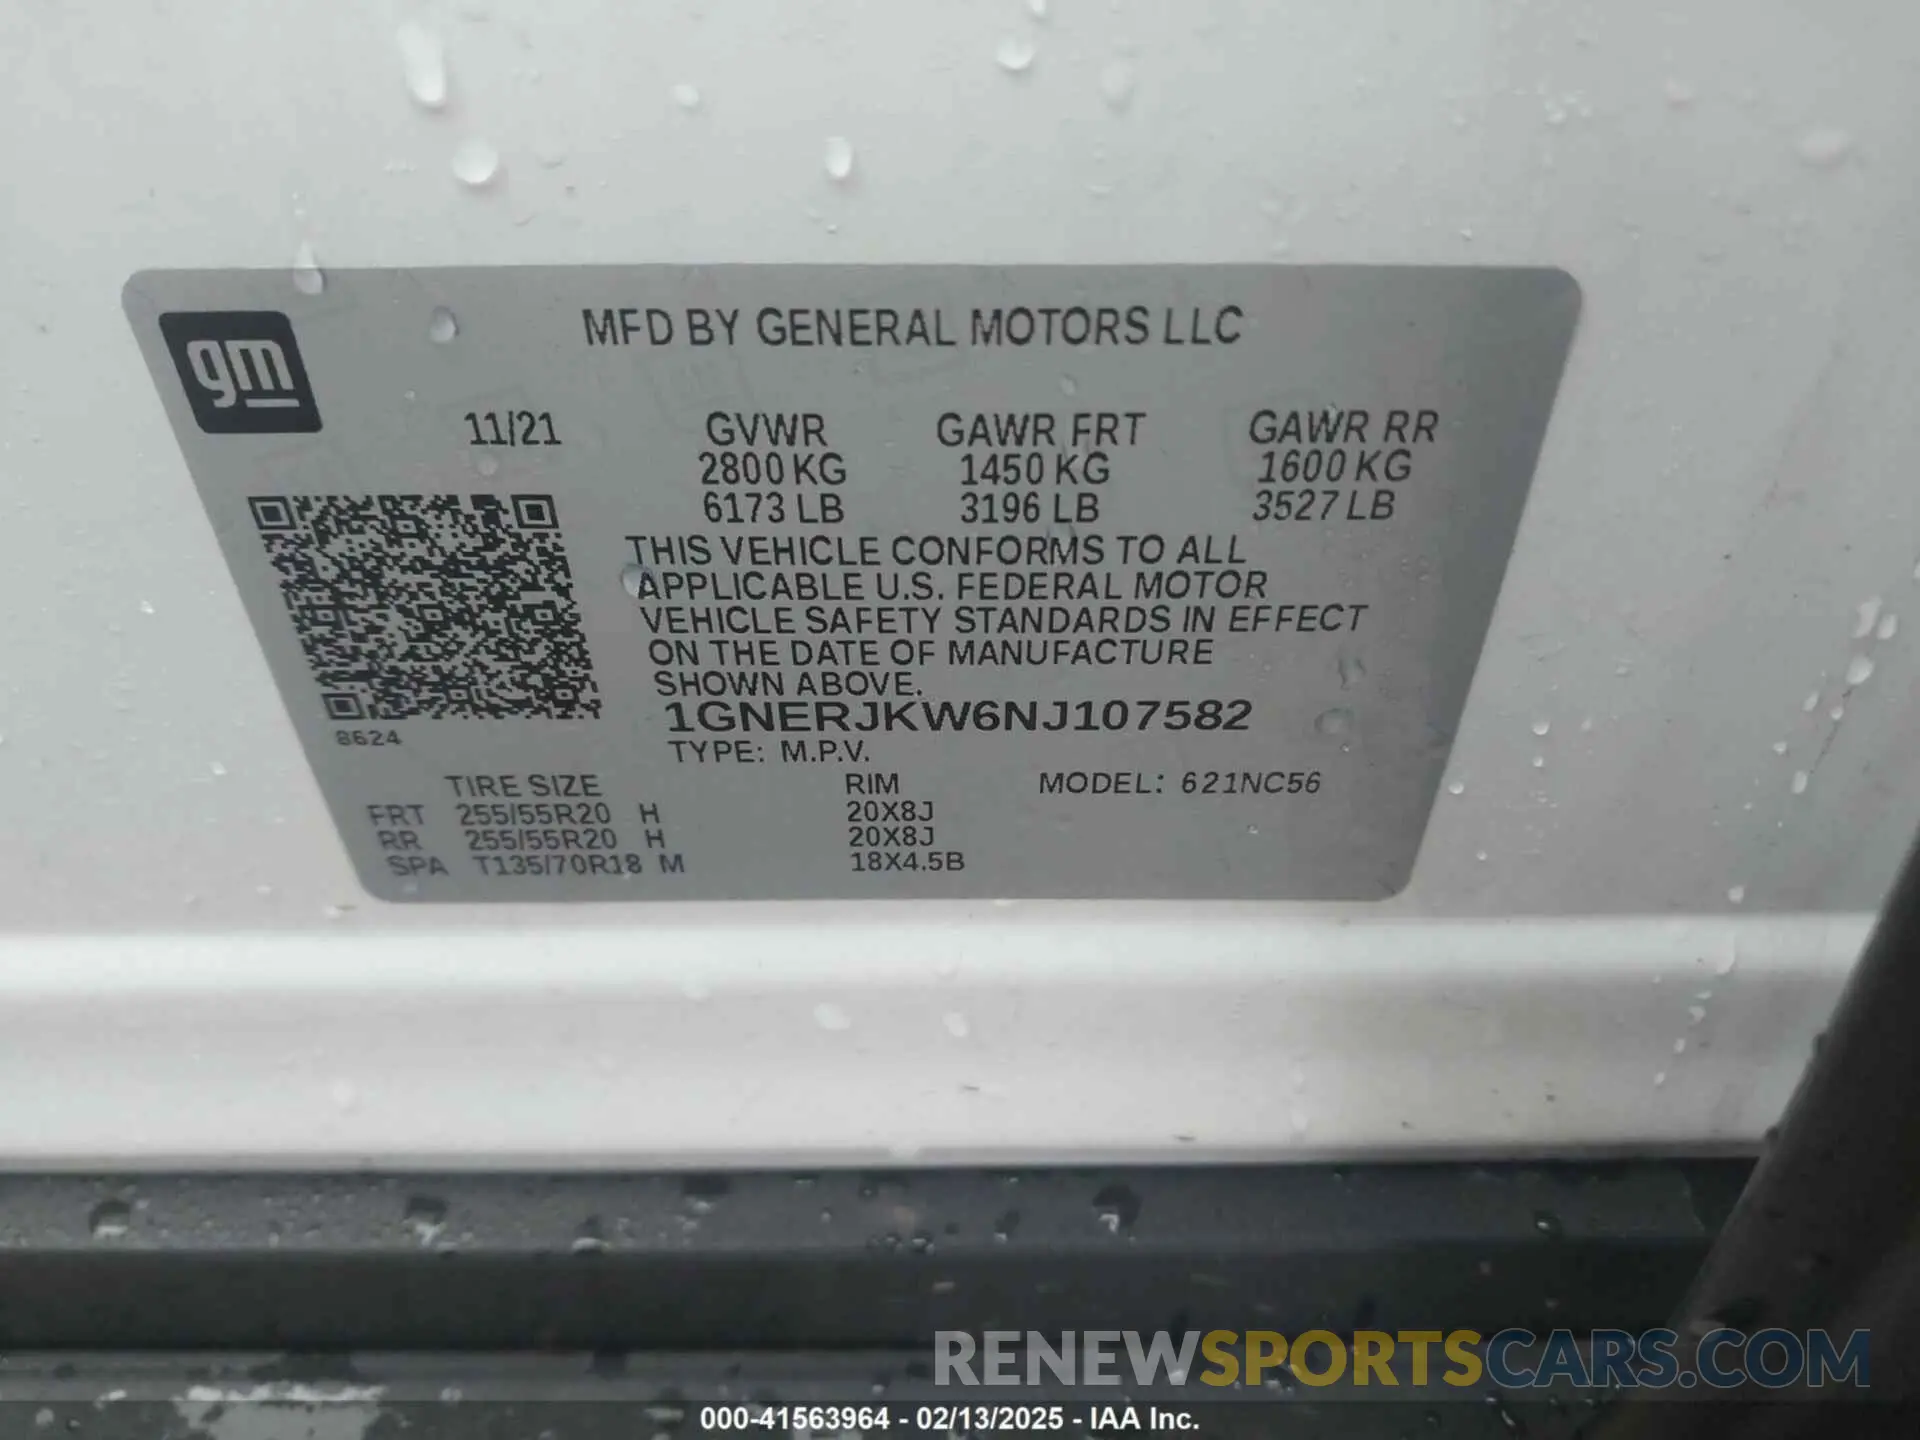 gm
MFD BY GENERAL MOTORS LLC
11/21 GVWR GAWR FRT GAWR RR
2800 KG 1450 KG 1600 KG
6173 LB 3196 LB 3527 LB
THIS VEHICLE CONFORMS TO ALL
APPLICABLE U.S. FEDERAL MOTOR
VEHICLE SAFETY STANDARDS IN EFFECT
ON THE DATE OF MANUFACTURE
SHOWN ABOVE.
1GNERJKW6NJ107582
8624
TYPE: M.P.V.
TIRE SIZE RIM MODEL: 621NC56
FRT 255/55R20 H 20X8J
RR 255/55R20 H 20X8J
SPA T135/70R18 M 18X4.5B
RENEWSPORTSCARS.COM
000-41563964 - 02/13/2025 - IAA Inc.